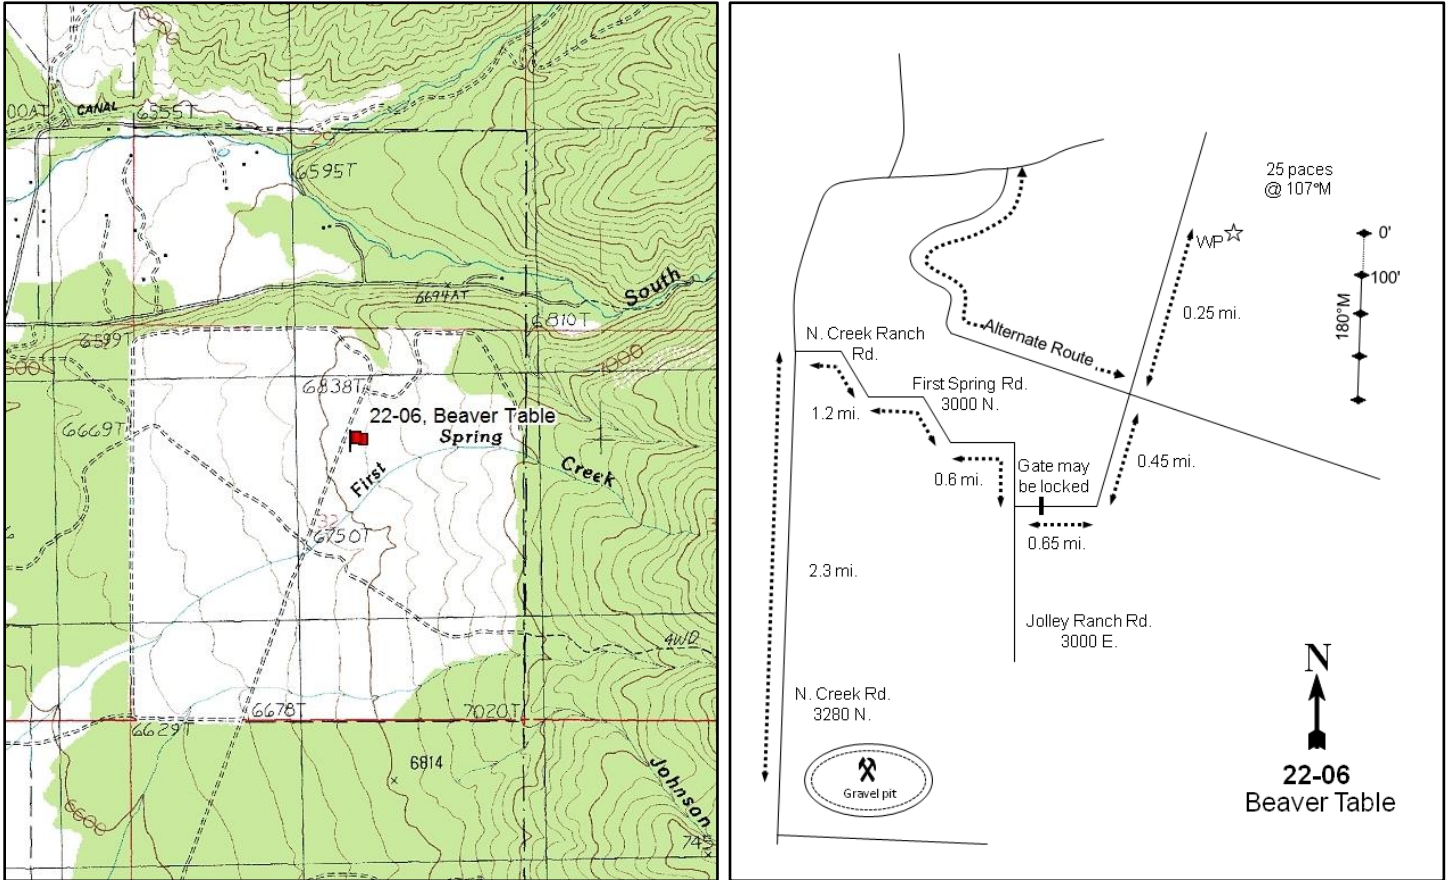 00AT
CANAL
6555T
29
6595T
South
6694AT
6810T
6599T
7000
6838T
22-06, Beaver Table
6669T
Spring
First
Creek
32
6750T
4WD
6678T
7020T
6629T
6814
Johnson
6600
745
25 paces
@ 107°M
WP
0'
100'
180°M
0.25 mi.
N. Creek Ranch
Rd.
Alternate Route
First Spring Rd.
3000 N.
1.2 mi.
0.6 mi.
Gate may
be locked
0.45 mi.
0.65 mi.
2.3 mi.
Jolley Ranch Rd.
3000 E.
N
N. Creek Rd.
3280 N.
Gravel pit
22-06
Beaver Table